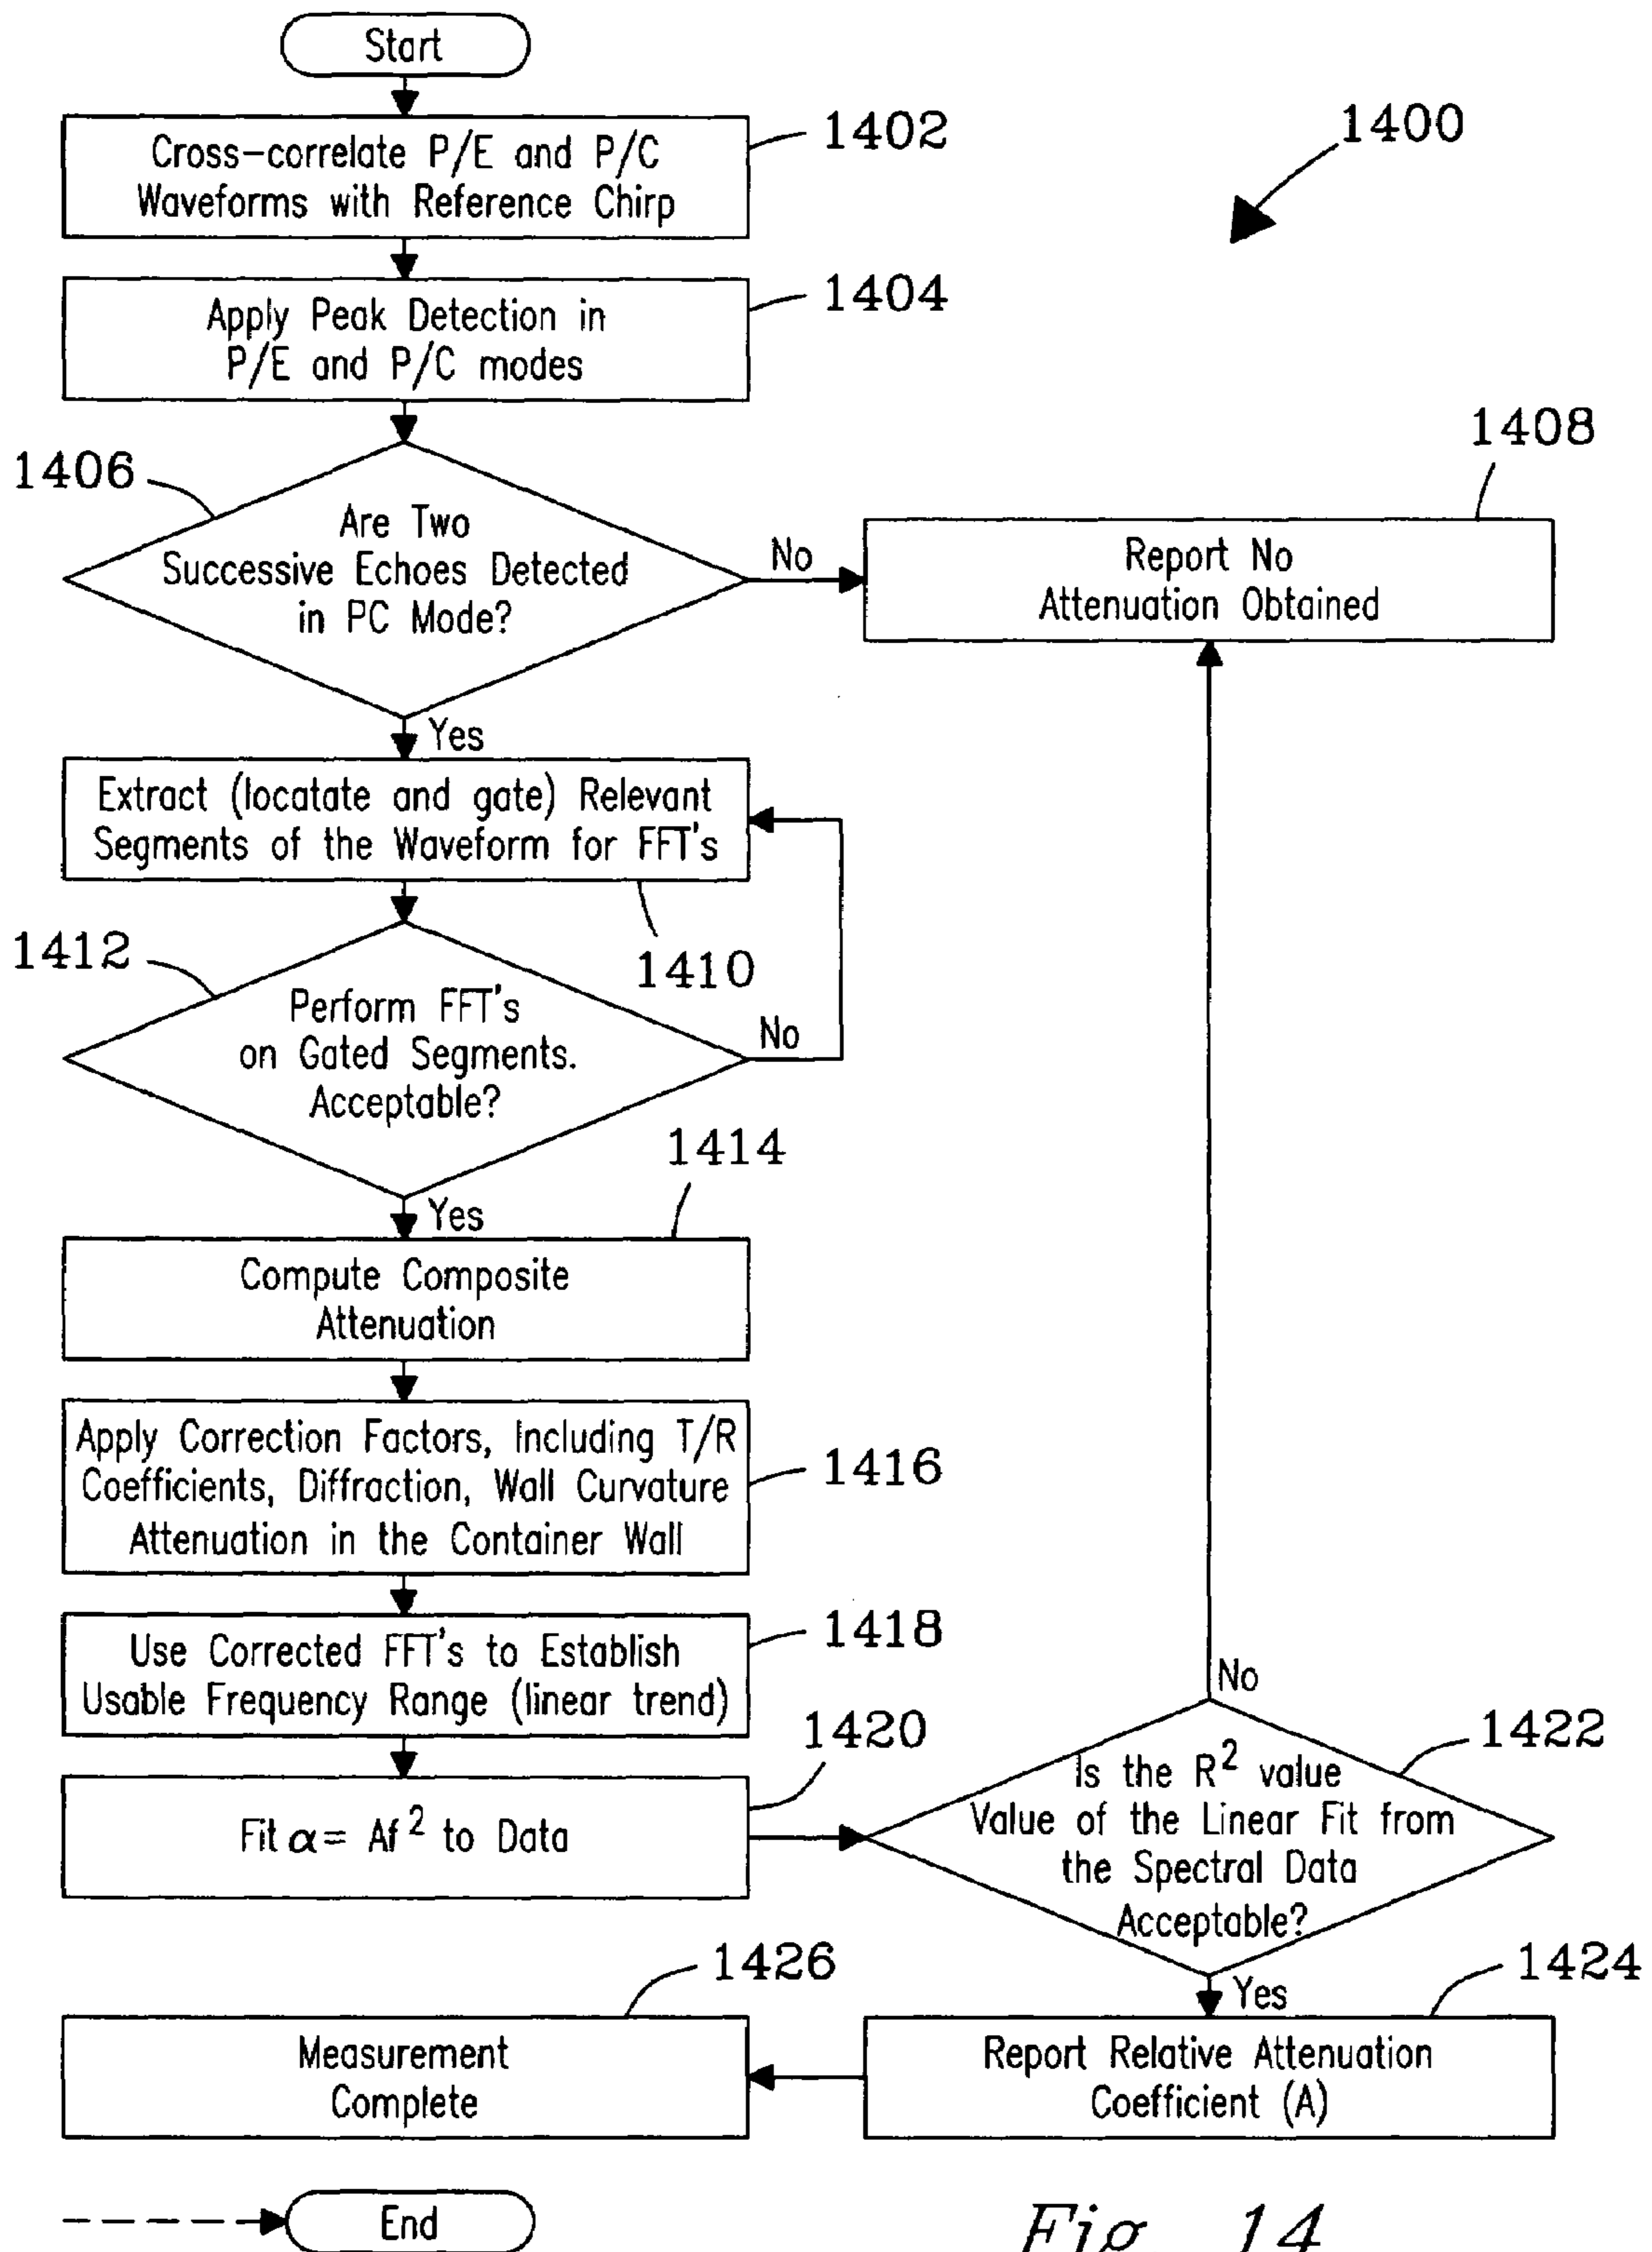 Start
Cross-correlate P/E and P/C
Waveforms with Reference Chirp
1402
1400
Apply Peak Detection in
P/E and P/C modes
1404
1406
Are Two
Successive Echoes Detected
in PC Mode?
No
1408
Report No
Attenuation Obtained
Yes
Extract (locatate and gate) Relevant
Segments of the Waveform for FFT's
1410
1412
Perform FFT's
on Gated Segments.
Acceptable?
No
Yes
1414
Compute Composite
Attenuation
Apply Correction Factors, Including T/R
Coefficients, Diffraction, Wall Curvature
Attenuation in the Container Wall
1416
Use Corrected FFT's to Establish
Usable Frequency Range (linear trend)
1418
1420
Fit α = Af²  to Data
No
1422
Is the R² value
Value of the Linear Fit from
the Spectral Data
Acceptable?
Yes
1424
Report Relative Attenuation
Coefficient (A)
1426
Measurement
Complete
End
Fig. 14